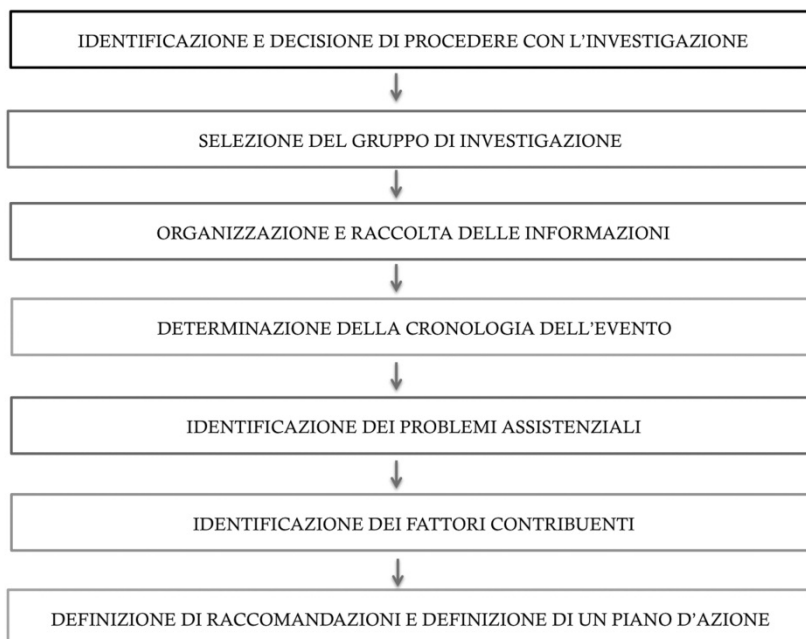 IDENTIFICAZIONE E DECISIONE DI PROCEDERE CON L'INVESTIGAZIONE
SELEZIONE DEL GRUPPO DI INVESTIGAZIONE
ORGANIZZAZIONE E RACCOLTA DELLE INFORMAZIONI
DETERMINAZIONE DELLA CRONOLOGIA DELL'EVENTO
IDENTIFICAZIONE DEI PROBLEMI ASSISTENZIALI
IDENTIFICAZIONE DEI FATTORI CONTRIBUENTI
DEFINIZIONE DI RACCOMANDAZIONI E DEFINIZIONE DI UN PIANO D'AZIONE